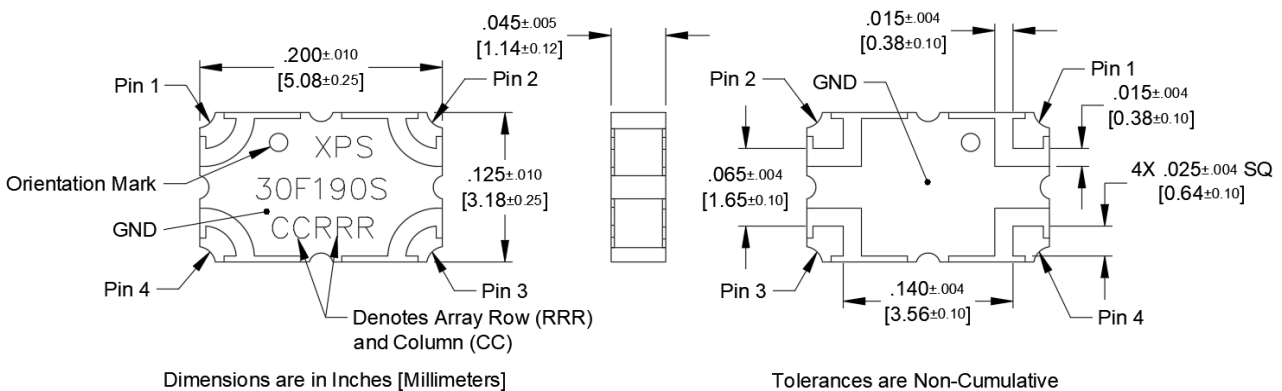 .200±.010
[5.08±0.25]
Pin 1
Pin 2
Orientation Mark
XPS
30F190S
CCRRR
GND
.125±.010
[3.18±0.25]
Pin 4
Pin 3
Denotes Array Row (RRR)
and Column (CC)
Dimensions are in Inches [Millimeters]
.045±.005
[1.14±0.12]
.015±.004
[0.38±0.10]
Pin 2
GND
Pin 1
.015±.004
[0.38±0.10]
.065±.004
[1.65±0.10]
4X .025±.004 SQ
[0.64±0.10]
Pin 3
.140±.004
[3.56±0.10]
Pin 4
Tolerances are Non-Cumulative